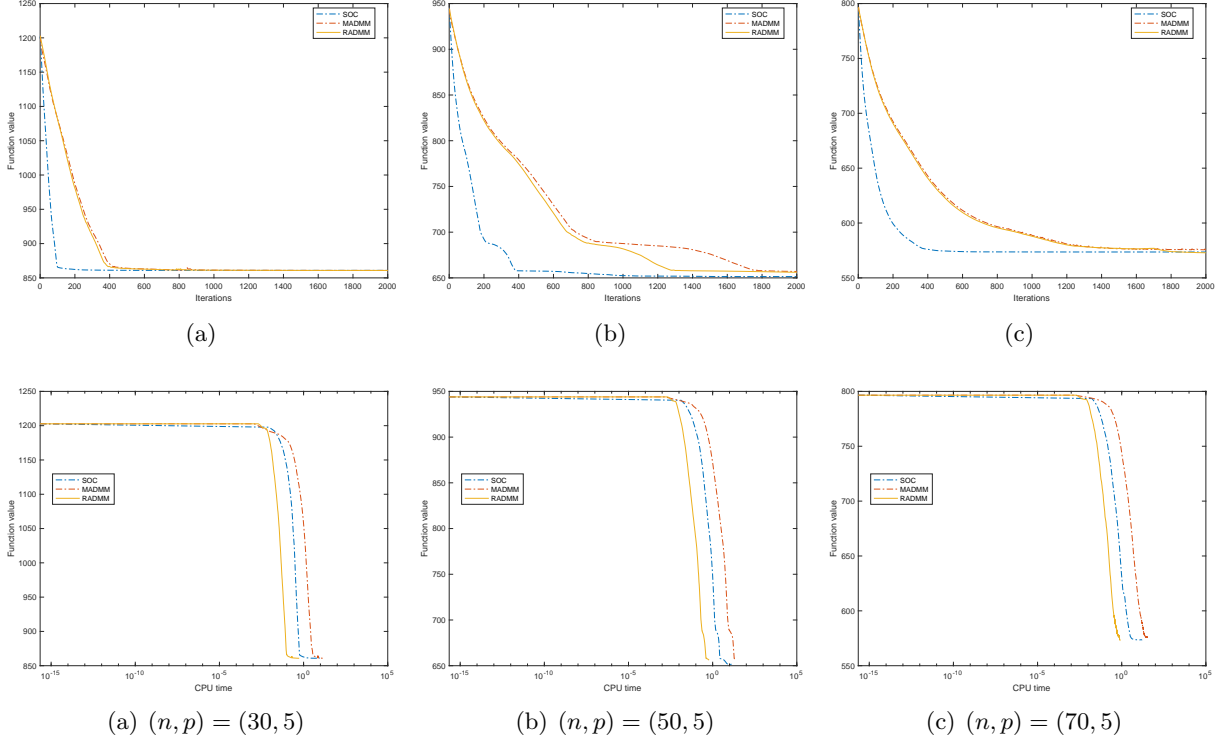 1250
1200
1150
1100
1050
1000
950
900
850
Function value
0 200 400 600 800 1000 1200 1400 1600 1800 2000
Iterations
SOC
MADMM
RADMM
(a)
950
900
850
800
750
700
650
Function value
0 200 400 600 800 1000 1200 1400 1600 1800 2000
Iterations
SOC
MADMM
RADMM
(b)
800
750
700
650
600
550
Function value
0 200 400 600 800 1000 1200 1400 1600 1800 2000
Iterations
SOC
MADMM
RADMM
(c)
1250
1200
1150
1100
1050
1000
950
900
850
Function value
SOC
MADMM
RADMM
10^-15 10^-10 10^-5 10^0 10^5
CPU time
(a) (n, p) = (30, 5)
950
900
850
800
750
700
650
Function value
SOC
MADMM
RADMM
10^-15 10^-10 10^-5 10^0 10^5
CPU time
(b) (n, p) = (50, 5)
800
750
700
650
600
550
Function value
SOC
MADMM
RADMM
10^-15 10^-10 10^-5 10^0 10^5
CPU time
(c) (n, p) = (70, 5)